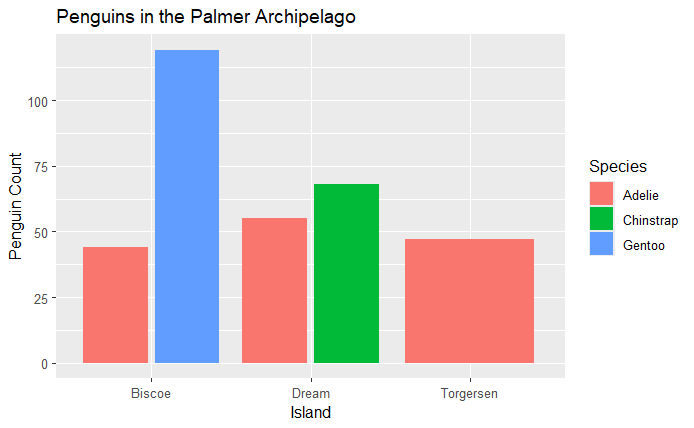 Penguins in the Palmer Archipelago
Penguin Count
100
75
50
25
0
Biscoe
Dream
Torgersen
Island
Species
Adelie
Chinstrap
Gentoo